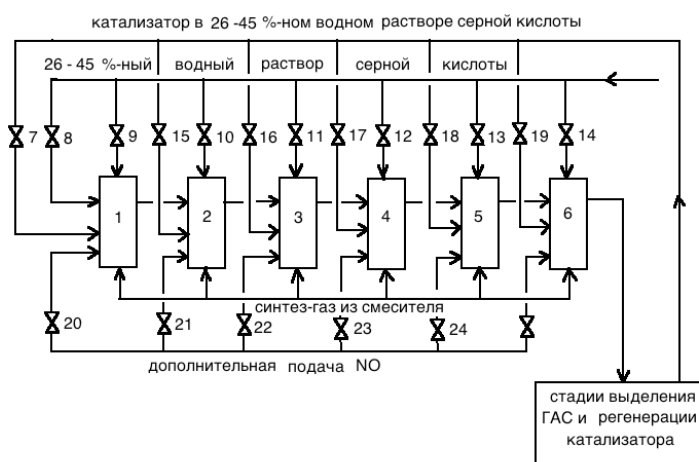 катализатор в 26 -45 %-ном водном растворе серной кислоты
26 - 45 %-ный водный раствор серной кислоты
7 8 9 15 10 16 11 17 12 18 13 19 14
1 2 3 4 5 6
синтез-газ из смесителя
20 21 22 23 24
дополнительная подача NO
стадии выделения
ГАС и регенерации
катализатора